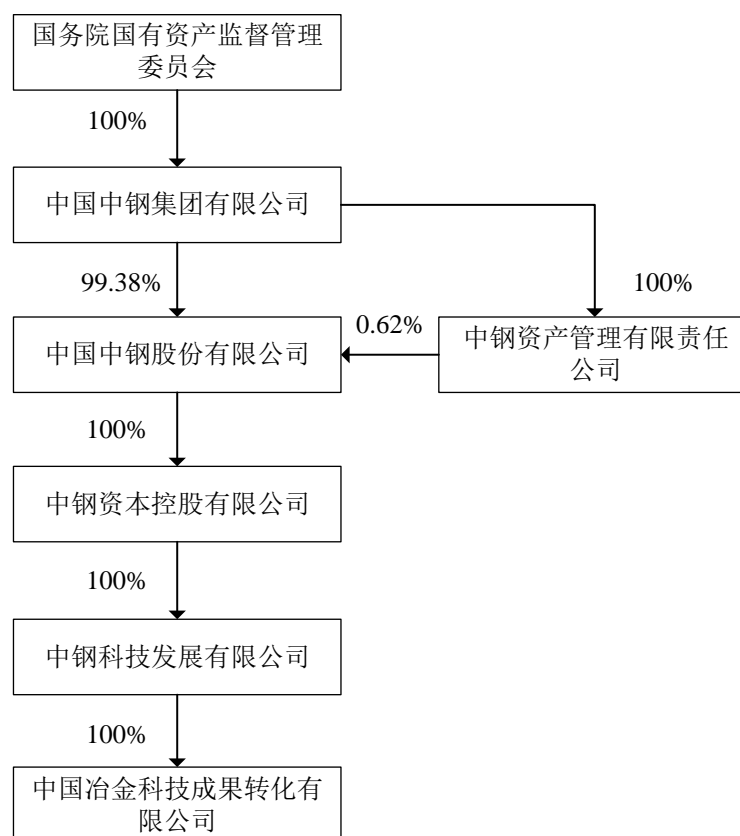 国务院国有资产监督管理
委员会
100%
中国中钢集团有限公司
99.38%
100%
0.62%
中国中钢股份有限公司
中钢资产管理有限责任
公司
100%
中钢资本控股有限公司
100%
中钢科技发展有限公司
100%
中国冶金科技成果转化有
限公司